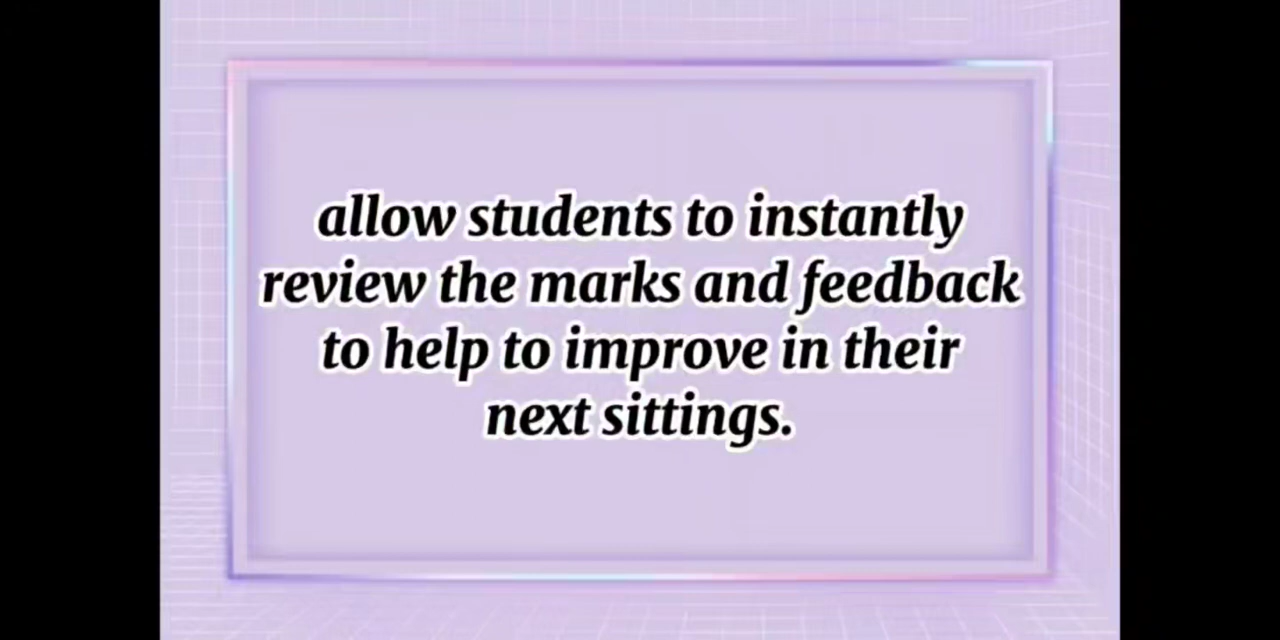 allow students to instantly
review the marks and feedback
to help to improve in their
next sittings.